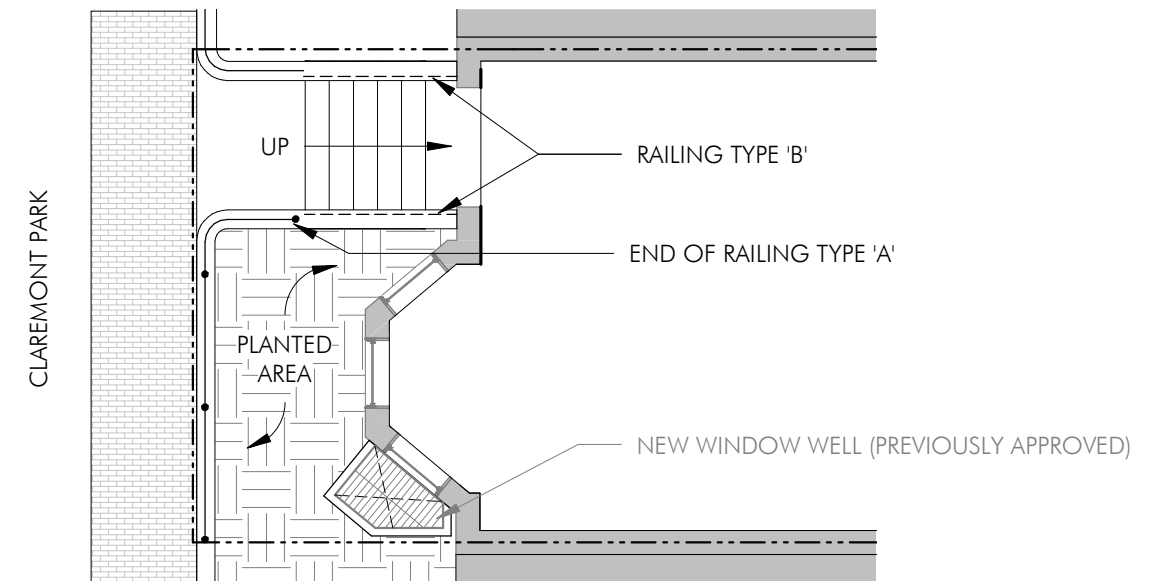 UP
RAILING TYPE 'B'
CLAREMONT PARK
END OF RAILING TYPE 'A'
PLANTED
AREA
NEW WINDOW WELL (PREVIOUSLY APPROVED)